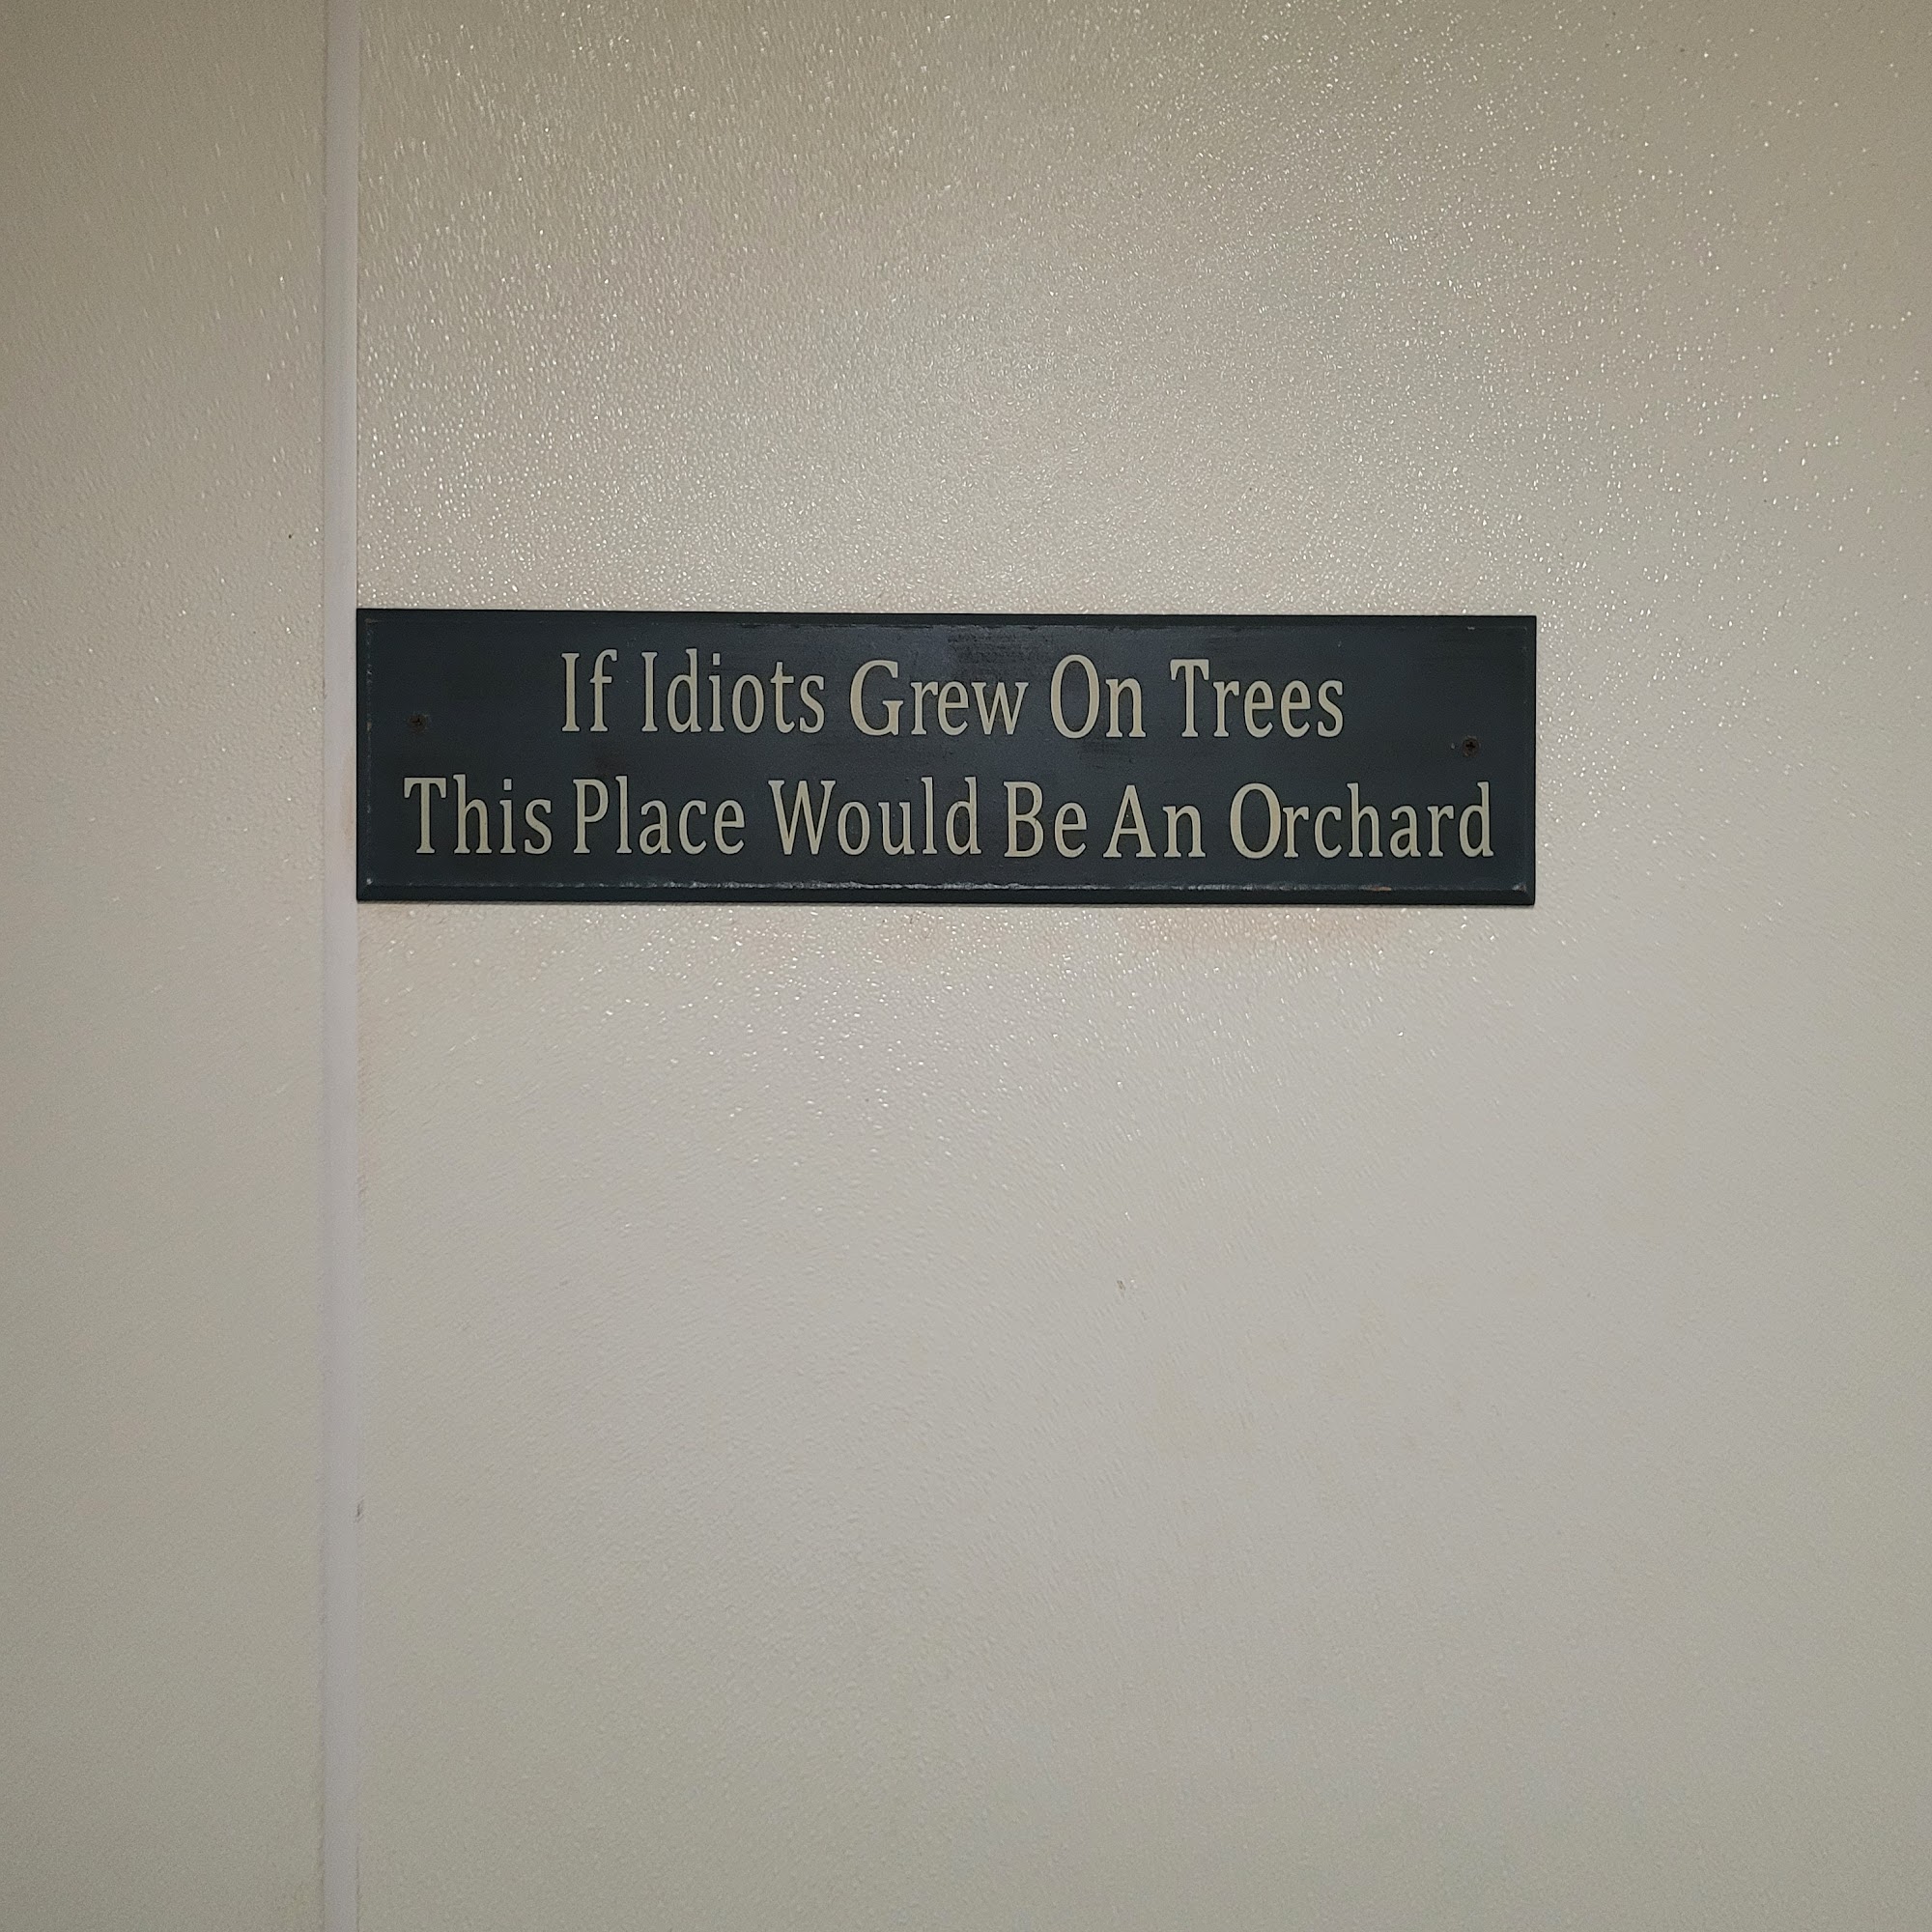 If Idiots Grew On Trees
This Place Would Be An Orchard